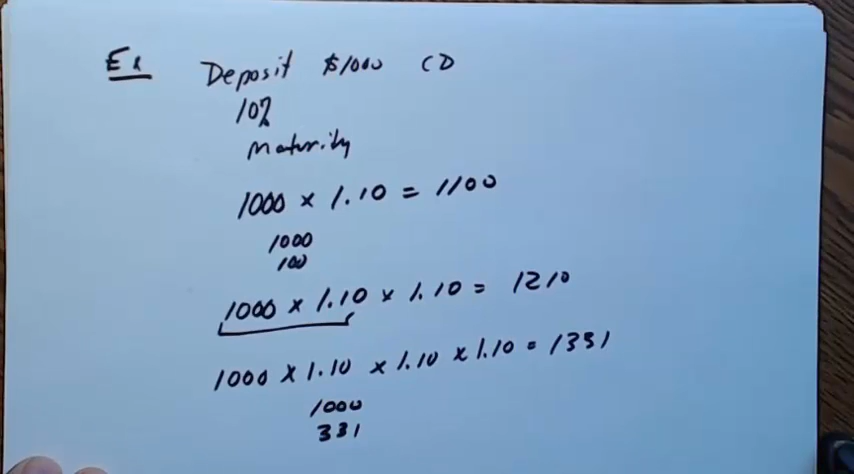 Ex Deposit $1000 CD
10%
Maturity
1000 x 1.10 = 1100
1000
100
1000 x 1.10 x 1.10 = 1210
1000 x 1.10 x 1.10 x 1.10 = 1331
1000
331